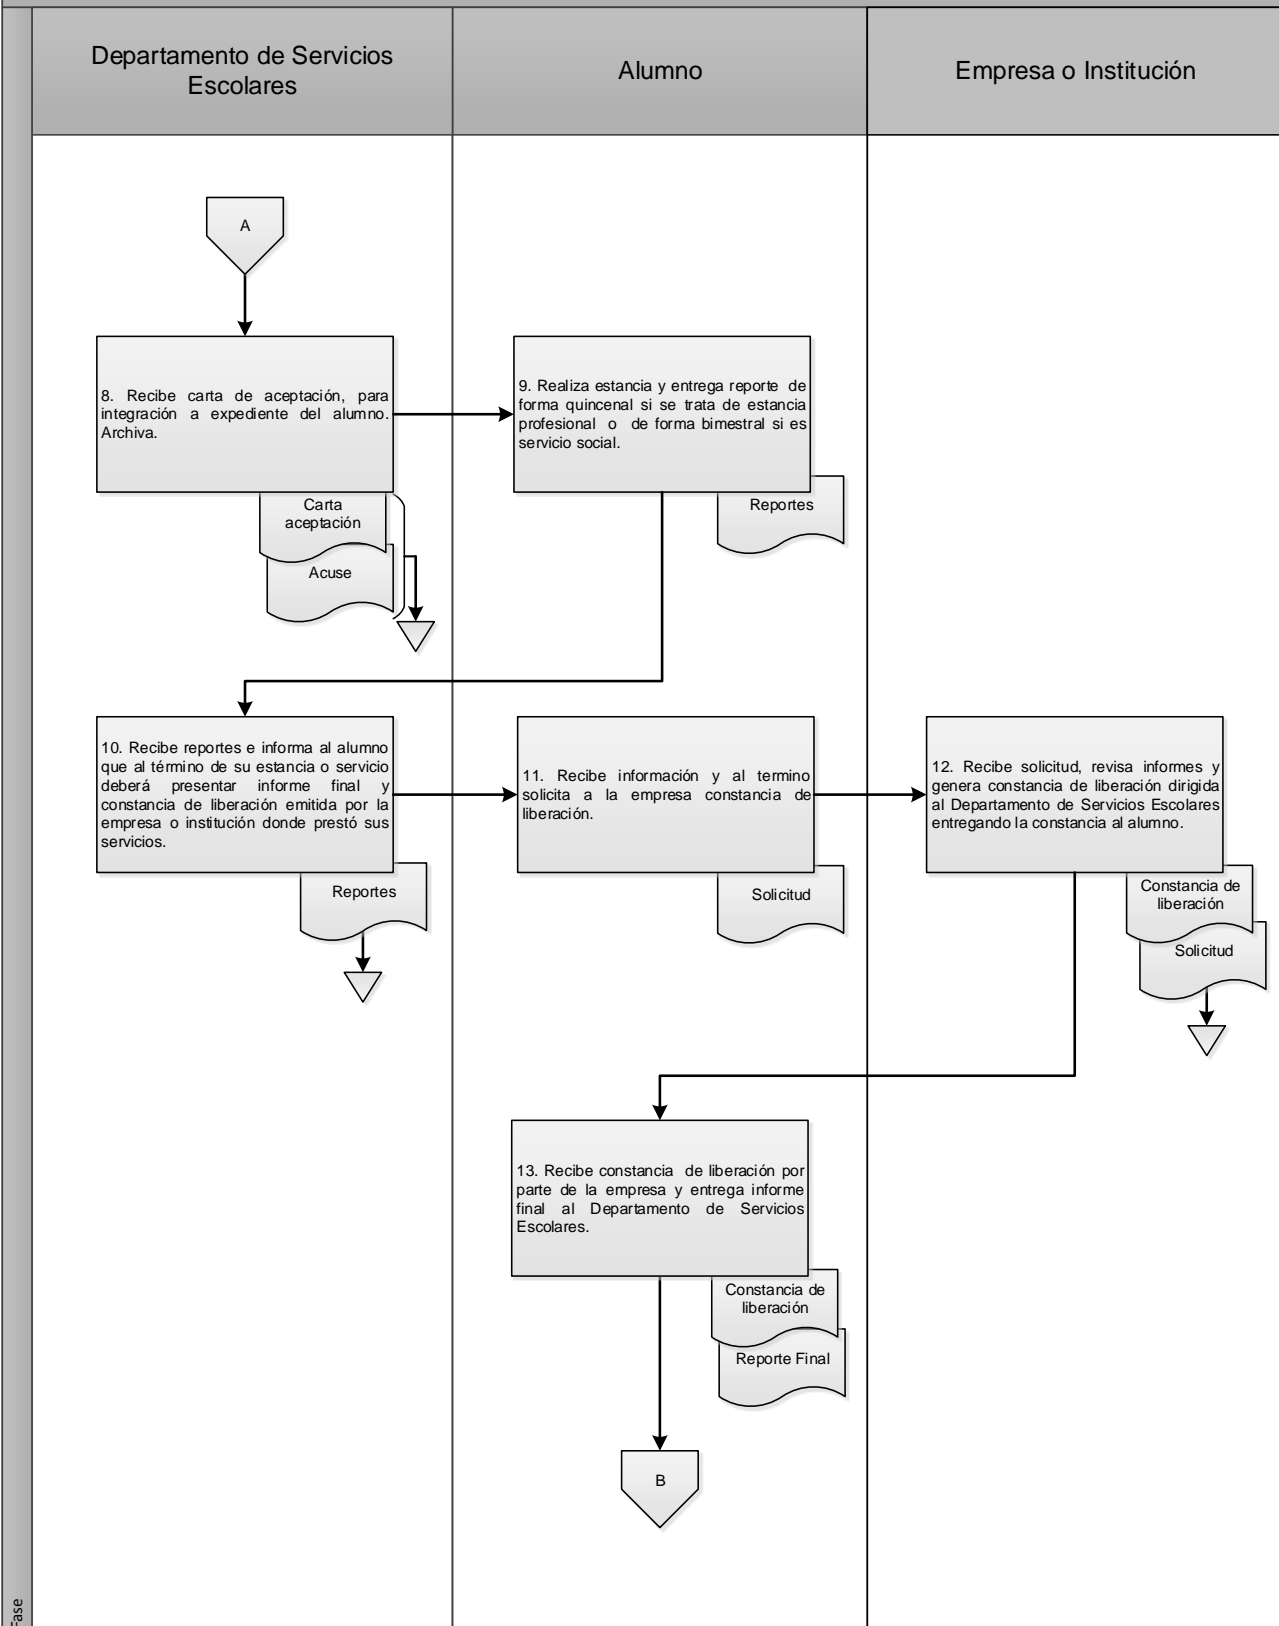 Departamento de Servicios
Escolares
Alumno
Empresa o Institución
A
8. Recibe carta de aceptación, para
integración a expediente del alumno.
Archiva.
Carta
aceptación
Acuse
9. Realiza estancia y entrega reporte de
forma quincenal si se trata de estancia
profesional o de forma bimestral si es
servicio social.
Reportes
10. Recibe reportes e informa al alumno
que al término de su estancia o servicio
deberá presentar informe final y
constancia de liberación emitida por la
empresa o institución donde prestó sus
servicios.
Reportes
11. Recibe información y al termino
solicita a la empresa constancia de
liberación.
Solicitud
12. Recibe solicitud, revisa informes y
genera constancia de liberación dirigida
al Departamento de Servicios Escolares
entregando la constancia al alumno.
Constancia de
liberación
Solicitud
13. Recibe constancia de liberación por
parte de la empresa y entrega informe
final al Departamento de Servicios
Escolares.
Constancia de
liberación
Reporte Final
B
Fase